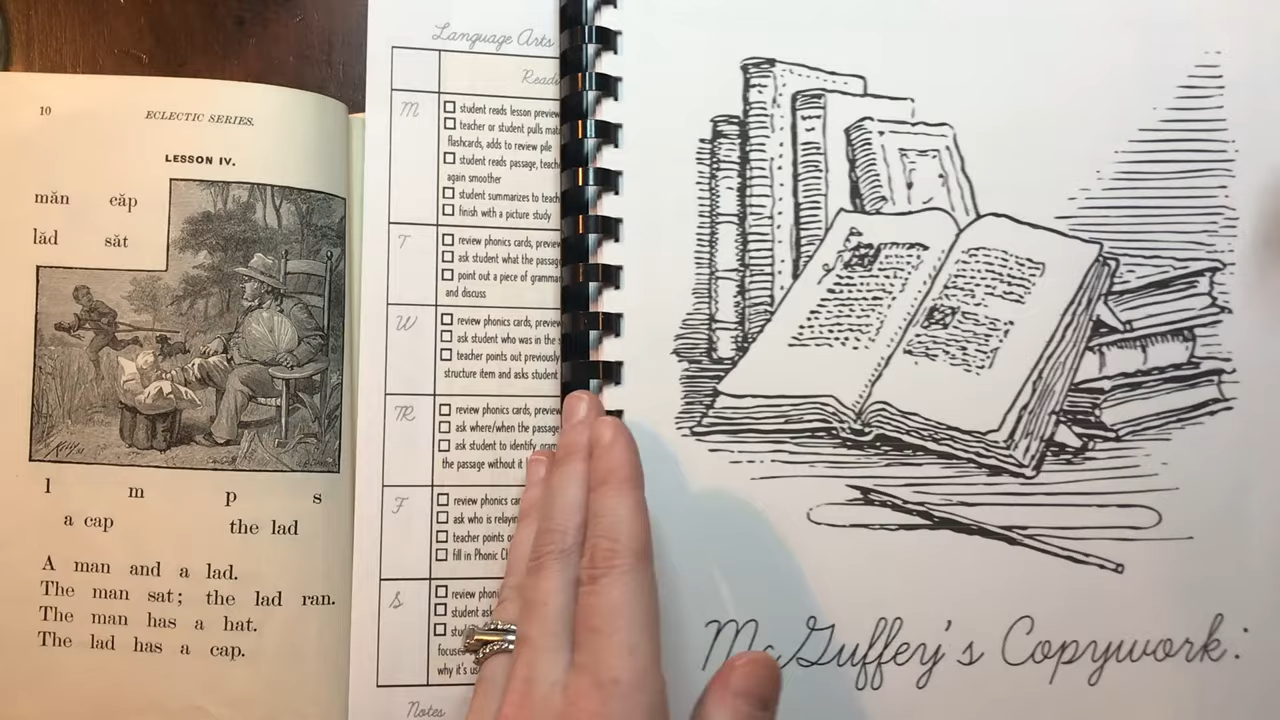 10
ECLECTIC SERIES.
LESSON IV.
măn căp
lăd săt
l m p s
a cap the lad
A man and a lad.
The man sat; the lad ran.
The man has a hat.
The lad has a cap.
Language Arts
M
student reads lesson preview
teacher or student pulls
flashcards, adds to review pile
student reads passage,
again smoother
student summarizes to
finish with a picture study
T
review phonics cards,
ask student what the
point out a piece of
and discuss
W
review phonics cards,
ask student who was in the
teacher points out previously
structure item and asks student
TR
review phonics cards,
ask where/when the passage
ask student to identify
the passage without it
F
review phonics
ask who is
teacher points
fill in Phonic
S
review
student
why it's
Notes
McGuffey's Copywork: